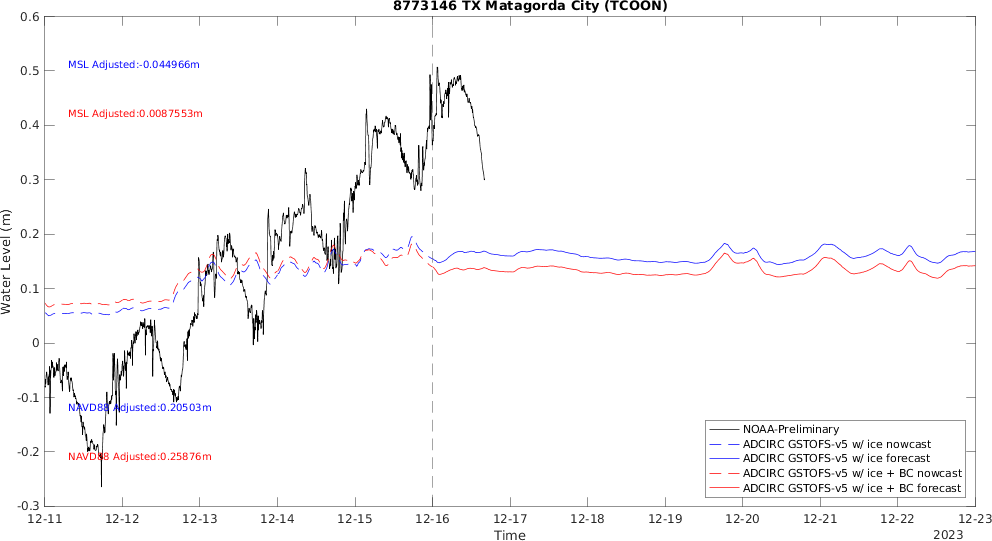 8773146 TX Matagorda City (TCOON)
0.6
0.5
0.4
0.3
0.2
0.1
0
-0.1
-0.2
-0.3
Water Level (m)
MSL Adjusted:-0.044966m
MSL Adjusted:0.0087553m
NAVD88 Adjusted:0.20503m
NAVD88 Adjusted:0.25876m
NOAA-Preliminary
ADCIRC GSTOFS-v5 w/ ice nowcast
ADCIRC GSTOFS-v5 w/ ice forecast
ADCIRC GSTOFS-v5 w/ ice + BC nowcast
ADCIRC GSTOFS-v5 w/ ice + BC forecast
12-11 12-12 12-13 12-14 12-15 12-16 12-17 12-18 12-19 12-20 12-21 12-22 12-23
Time
2023